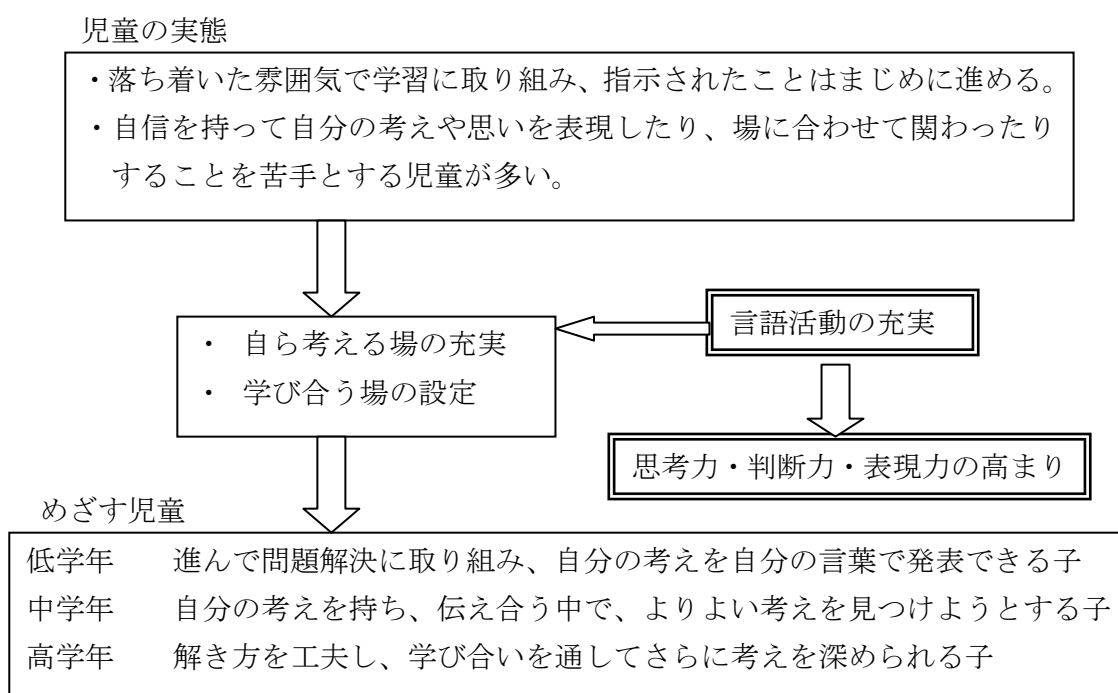 児童の実態
・落ち着いた雰囲気で学習に取り組み、指示されたことはまじめに進める。
・自信を持って自分の考えや思いを表現したり、場に合わせて関わったり
することを苦手とする児童が多い。
・ 自ら考える場の充実
・ 学び合う場の設定
言語活動の充実
思考力・判断力・表現力の高まり
めざす児童
低学年 進んで問題解決に取り組み、自分の考えを自分の言葉で発表できる子
中学年 自分の考えを持ち、伝え合う中で、よりよい考えを見つけようとする子
高学年 解き方を工夫し、学び合いを通してさらに考えを深められる子